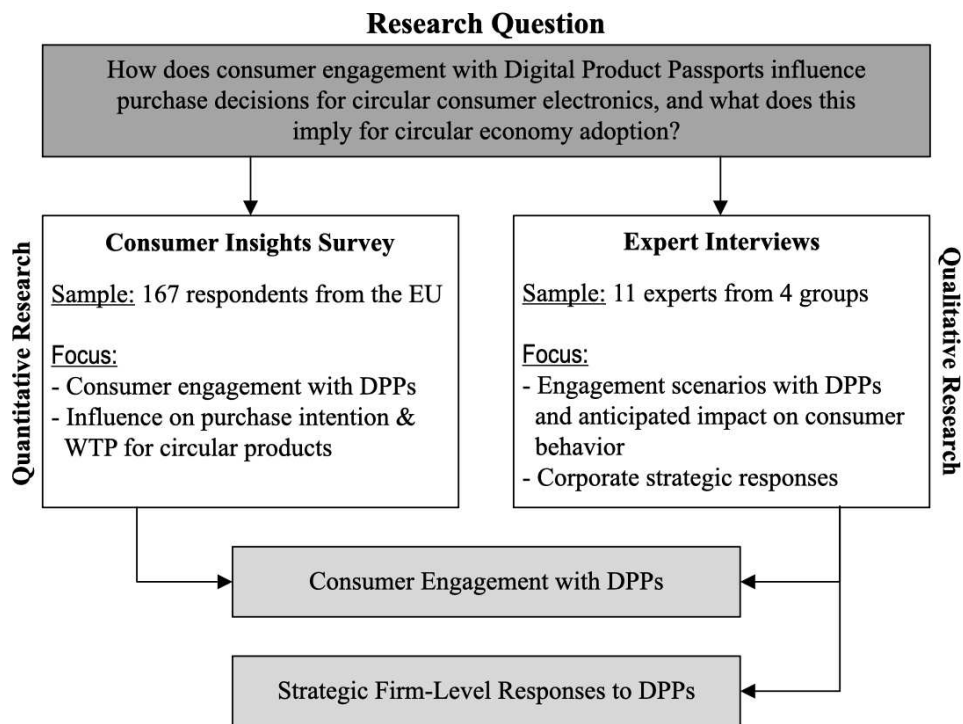 Research Question
How does consumer engagement with Digital Product Passports influence
purchase decisions for circular consumer electronics, and what does this
imply for circular economy adoption?
Quantitative Research
Consumer Insights Survey
Sample: 167 respondents from the EU
Focus:
- Consumer engagement with DPPs
- Influence on purchase intention &
WTP for circular products
Expert Interviews
Sample: 11 experts from 4 groups
Focus:
- Engagement scenarios with DPPs
and anticipated impact on consumer
behavior
- Corporate strategic responses
Qualitative Research
Consumer Engagement with DPPs
Strategic Firm-Level Responses to DPPs